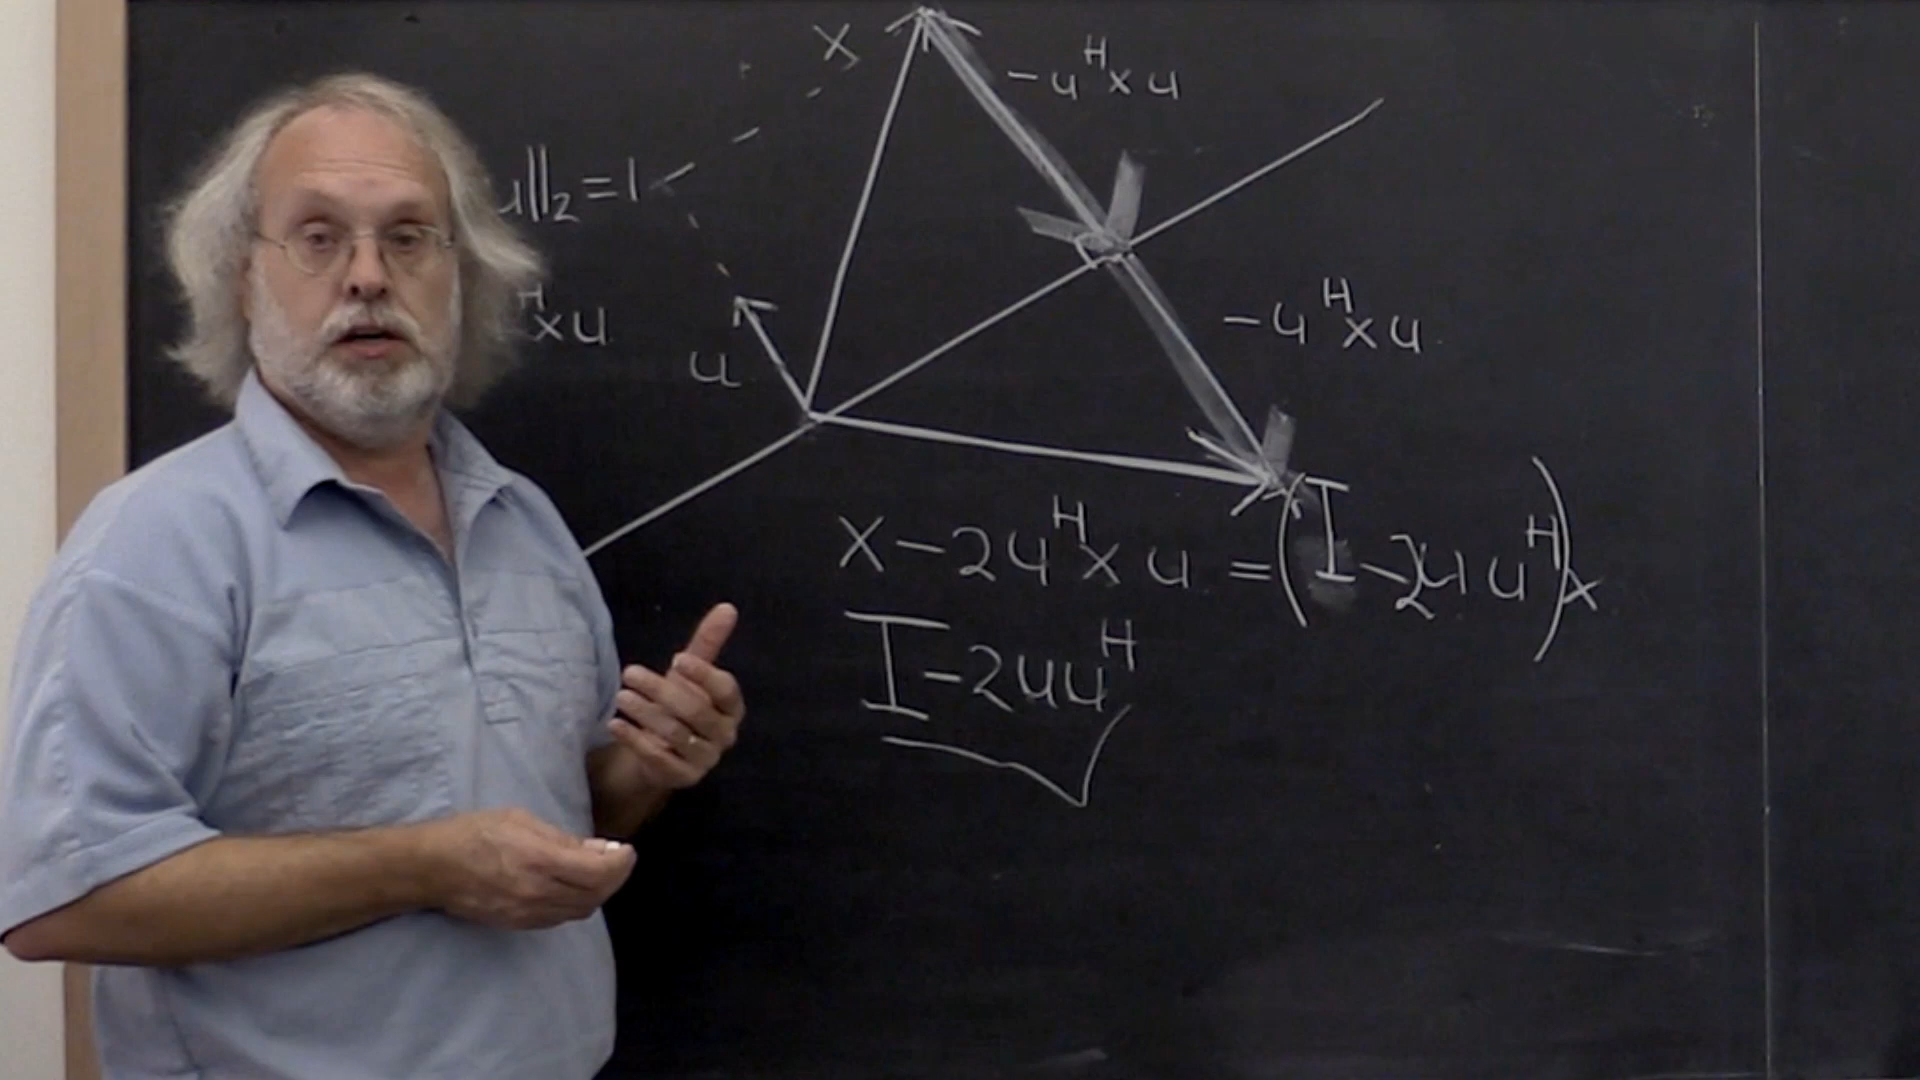 x
-u^H x u
u||₂=1
^H x u
u
-u^H x u
x-2u^H x u = (I-2uu^H)x
I-2uu^H